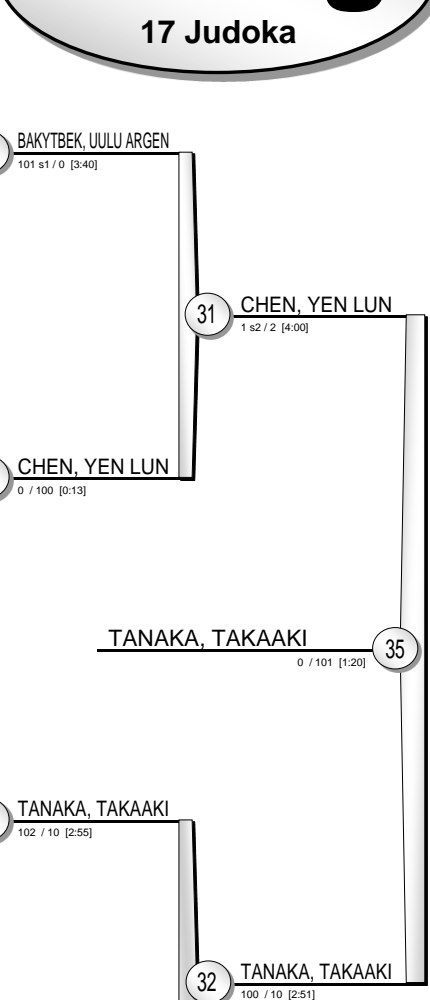 17 Judoka
BAKYTBEK, UULU ARGEN
101 s1 / 0 [3:40]
31
CHEN, YEN LUN
1 s2 / 2 [4:00]
CHEN, YEN LUN
0 / 100 [0:13]
TANAKA, TAKAAKI
35
0 / 101 [1:20]
TANAKA, TAKAAKI
102 / 10 [2:55]
32
TANAKA, TAKAAKI
100 / 10 [2:51]